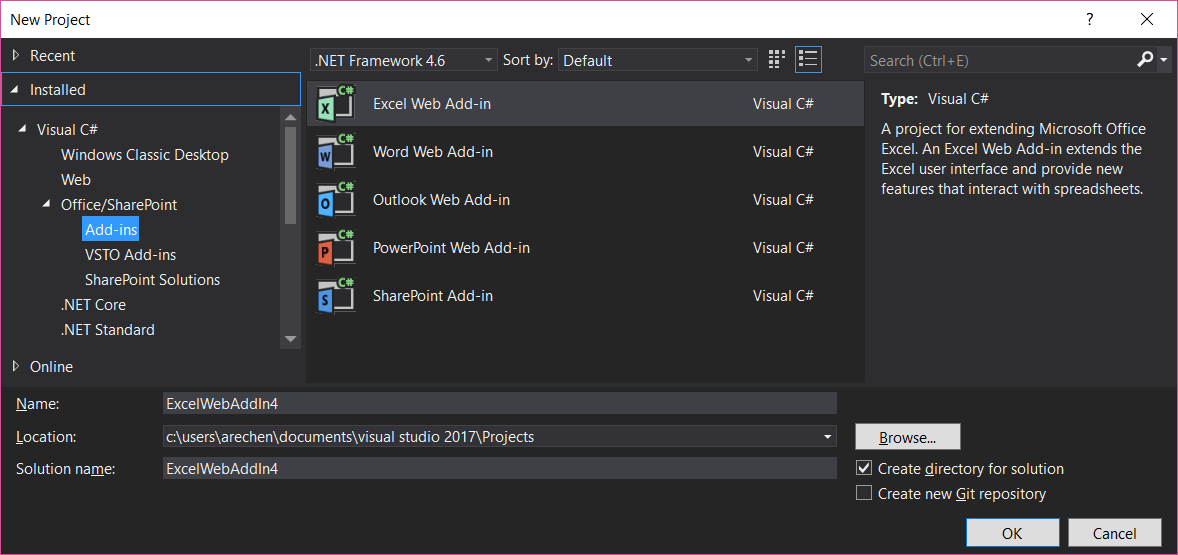 New Project
?
Recent
Installed
Visual C#
Windows Classic Desktop
Web
Office/SharePoint
Add-ins
VSTO Add-ins
SharePoint Solutions
.NET Core
.NET Standard
Online
.NET Framework 4.6 Sort by: Default
C# X Excel Web Add-in Visual C#
C# W Word Web Add-in Visual C#
C# O Outlook Web Add-in Visual C#
C# P PowerPoint Web Add-in Visual C#
C# S SharePoint Add-in Visual C#
Search (Ctrl+E)
Type: Visual C#
A project for extending Microsoft Office
Excel. An Excel Web Add-in extends the
Excel user interface and provide new
features that interact with spreadsheets.
Name: ExcelWebAddIn4
Location: c:\users\arechen\documents\visual studio 2017\Projects Browse...
Solution name: ExcelWebAddIn4
Create directory for solution
Create new Git repository
OK Cancel